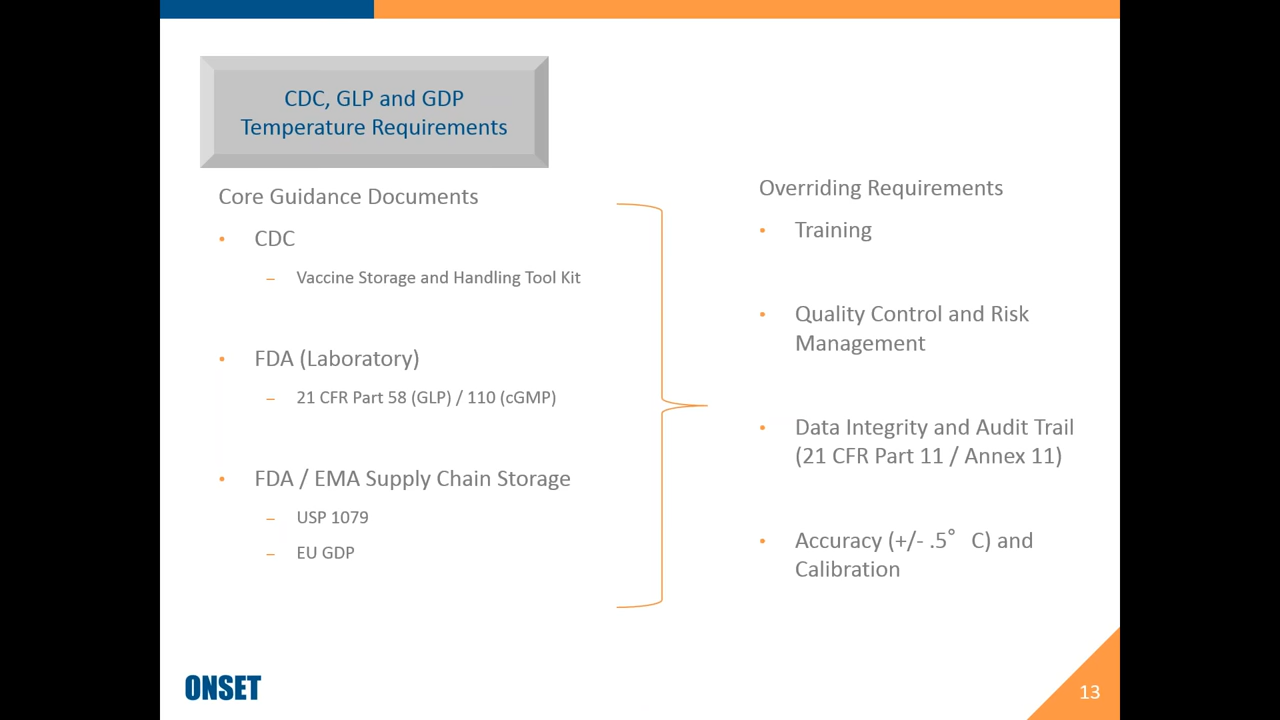 CDC, GLP and GDP
Temperature Requirements
Core Guidance Documents
• CDC
– Vaccine Storage and Handling Tool Kit
• FDA (Laboratory)
– 21 CFR Part 58 (GLP) / 110 (cGMP)
• FDA / EMA Supply Chain Storage
– USP 1079
– EU GDP
Overriding Requirements
• Training
• Quality Control and Risk
Management
• Data Integrity and Audit Trail
(21 CFR Part 11 / Annex 11)
• Accuracy (+/- .5° C) and
Calibration
ONSET
13